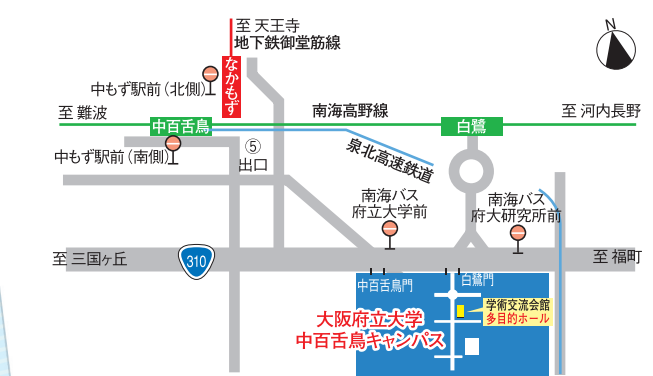 至 天王寺
地下鉄御堂筋線
N
なかもず
中もず駅前（北側）
至 難波
南海高野線
至 河内長野
中百舌鳥
白鷺
中もず駅前（南側）
⑤
出口
泉北高速鉄道
南海バス
府立大学前
南海バス
府大研究所前
至 三国ヶ丘
310
至 福町
中百舌鳥門
白鷺門
学術交流会館
多目的ホール
大阪府立大学
中百舌鳥キャンパス